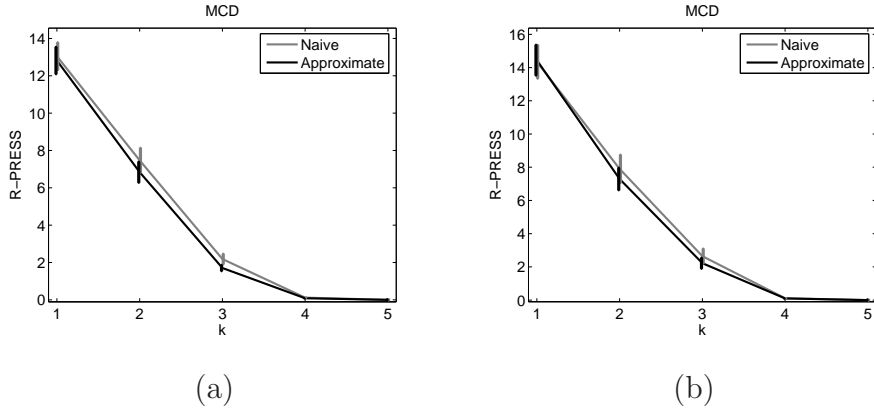 MCD
Naive
Approximate
R−PRESS
14
12
10
8
6
4
2
0
1 2 3 4 5
k
(a)
MCD
Naive
Approximate
R−PRESS
16
14
12
10
8
6
4
2
0
1 2 3 4 5
k
(b)